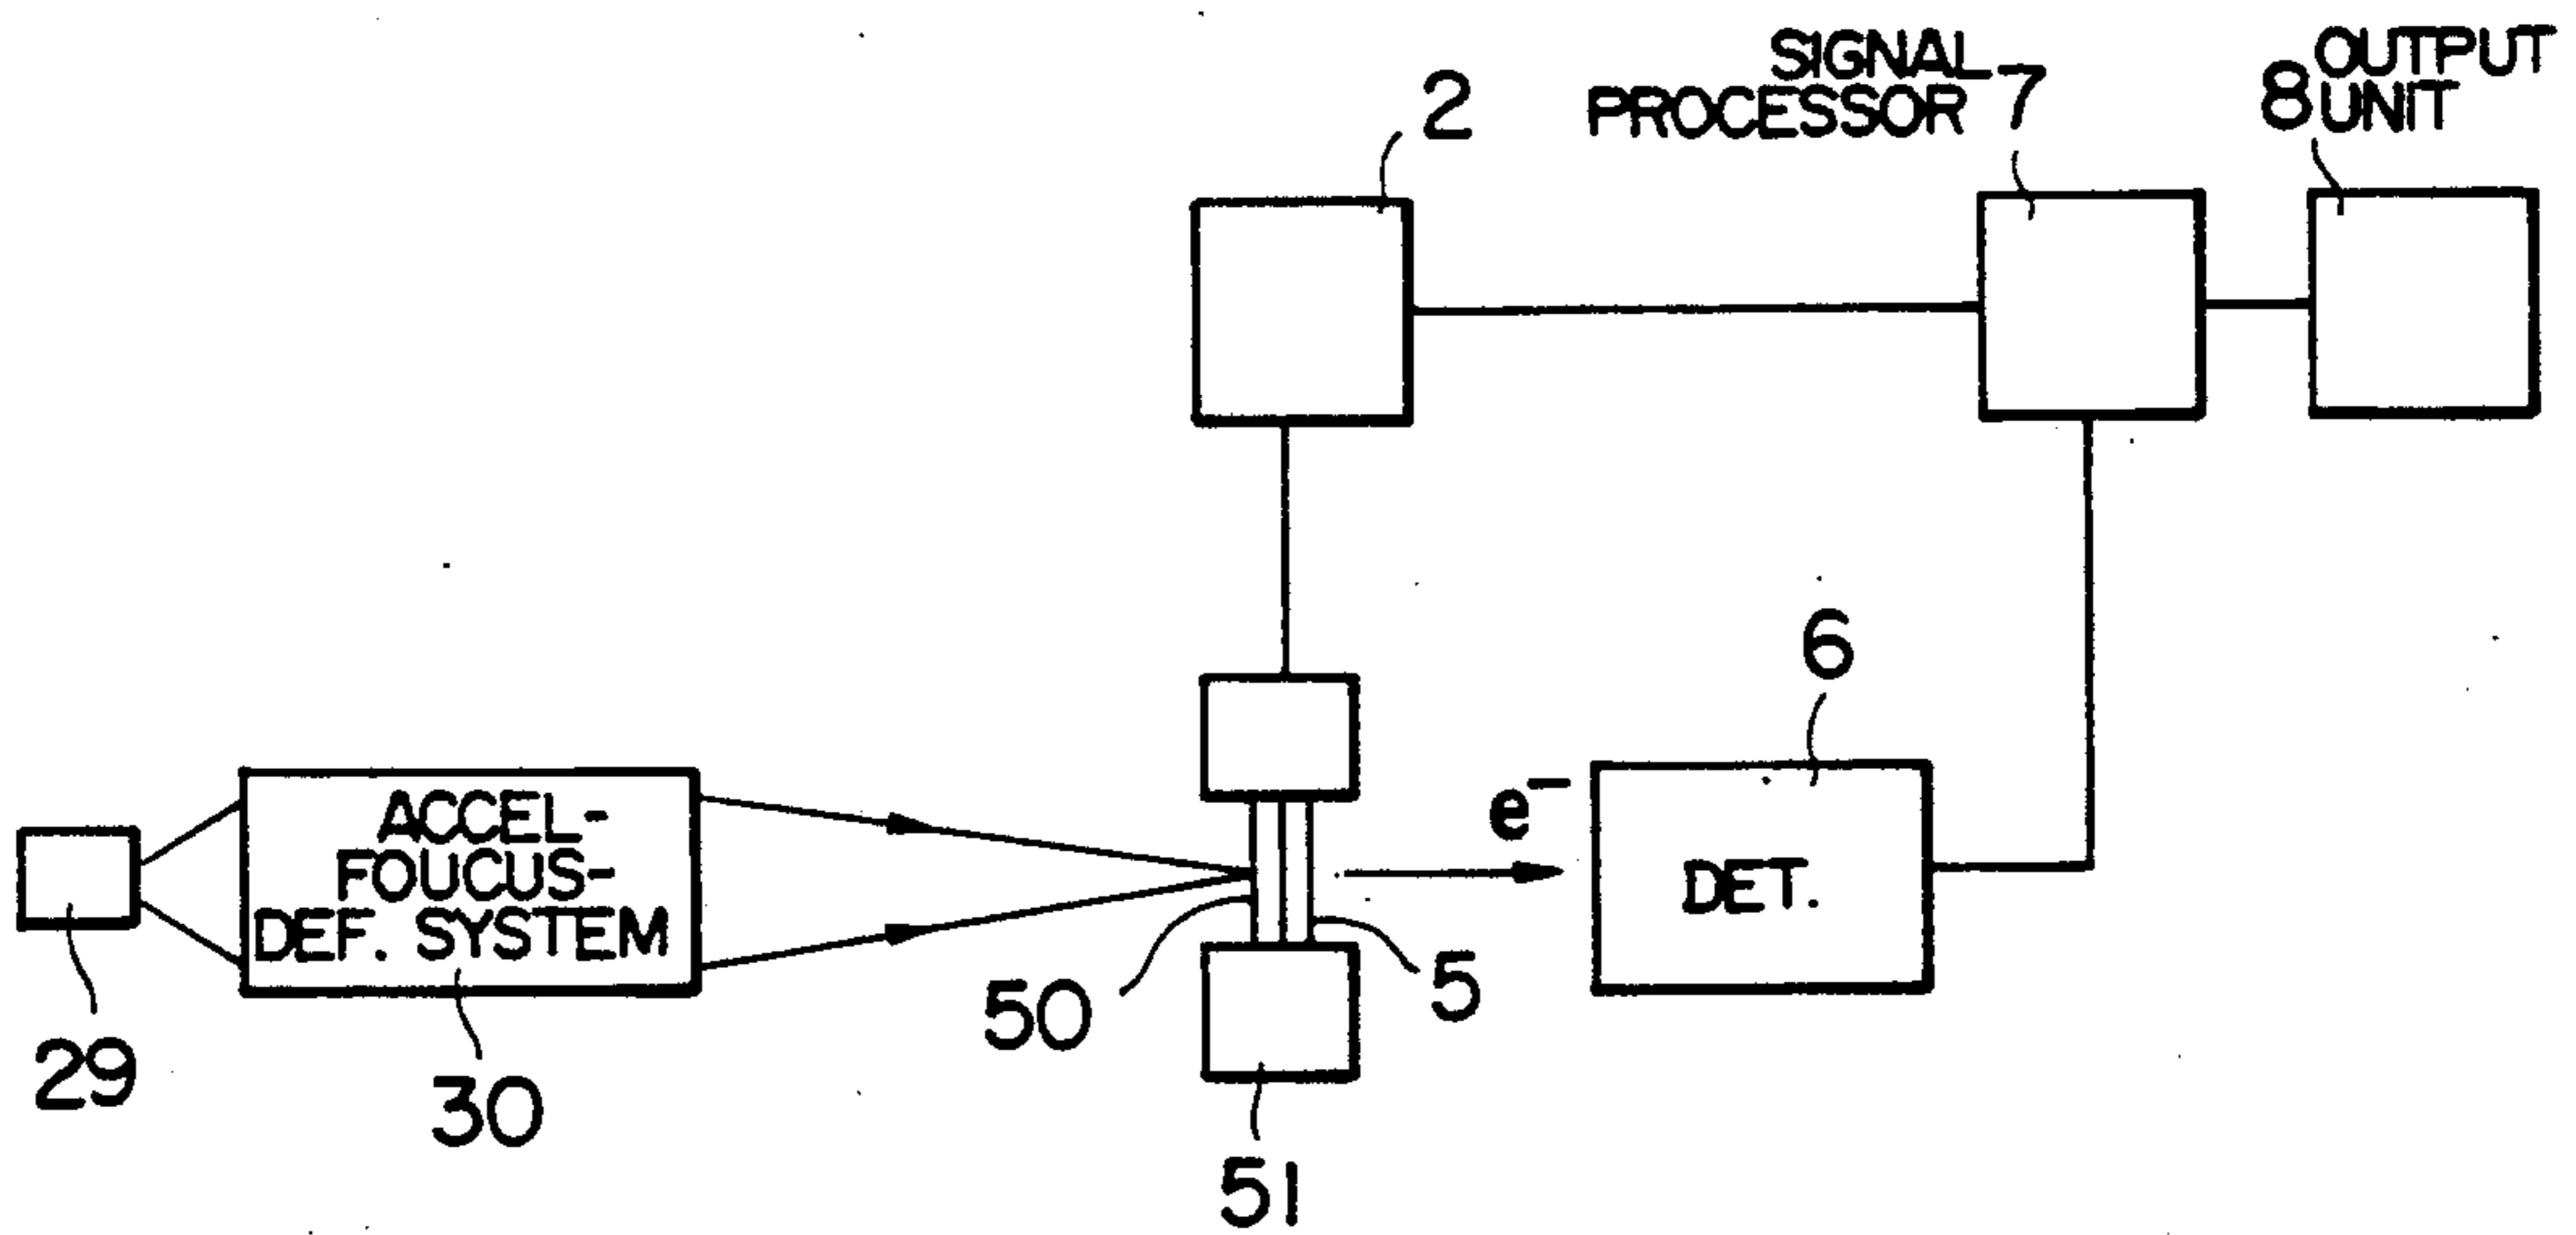 SIGNAL
PROCESSOR 7
8 OUTPUT
UNIT
2
6
ACCEL-
FOUCUS-
DEF. SYSTEM
e⁻
DET.
50
5
29
30
51